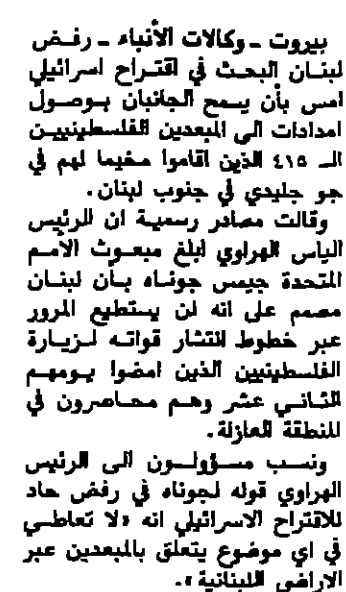 بيروت ـ وكالات الأنباء ـ رفض
لبنان البحث في اقتراح اسرائيلي
امس بأن يسمح الجانبان بوصول
امدادات الى المبعدين الفلسطينيين
الـ ٤١٥ الذين اقاموا مخيما لهم في
جو جليدي في جنوب لبنان.
وقالت مصادر رسمية ان الرئيس
الياس الهراوي ابلغ مبعوث الأمم
المتحدة جيمس جوناه بأن لبنان
مصمم على انه لن يستطيع المرور
عبر خطوط انتشار قواته لزيارة
الفلسطينيين الذين امضوا يومهم
الثاني عشر وهم محاصرون في
المنطقة العازلة.
ونسب مسؤولون الى الرئيس
الهراوي قوله لجوناه في رفض حاد
للاقتراح الاسرائيلي انه «لا تعاطي
في اي موضوع يتعلق بالمبعدين عبر
الاراضي اللبنانية».